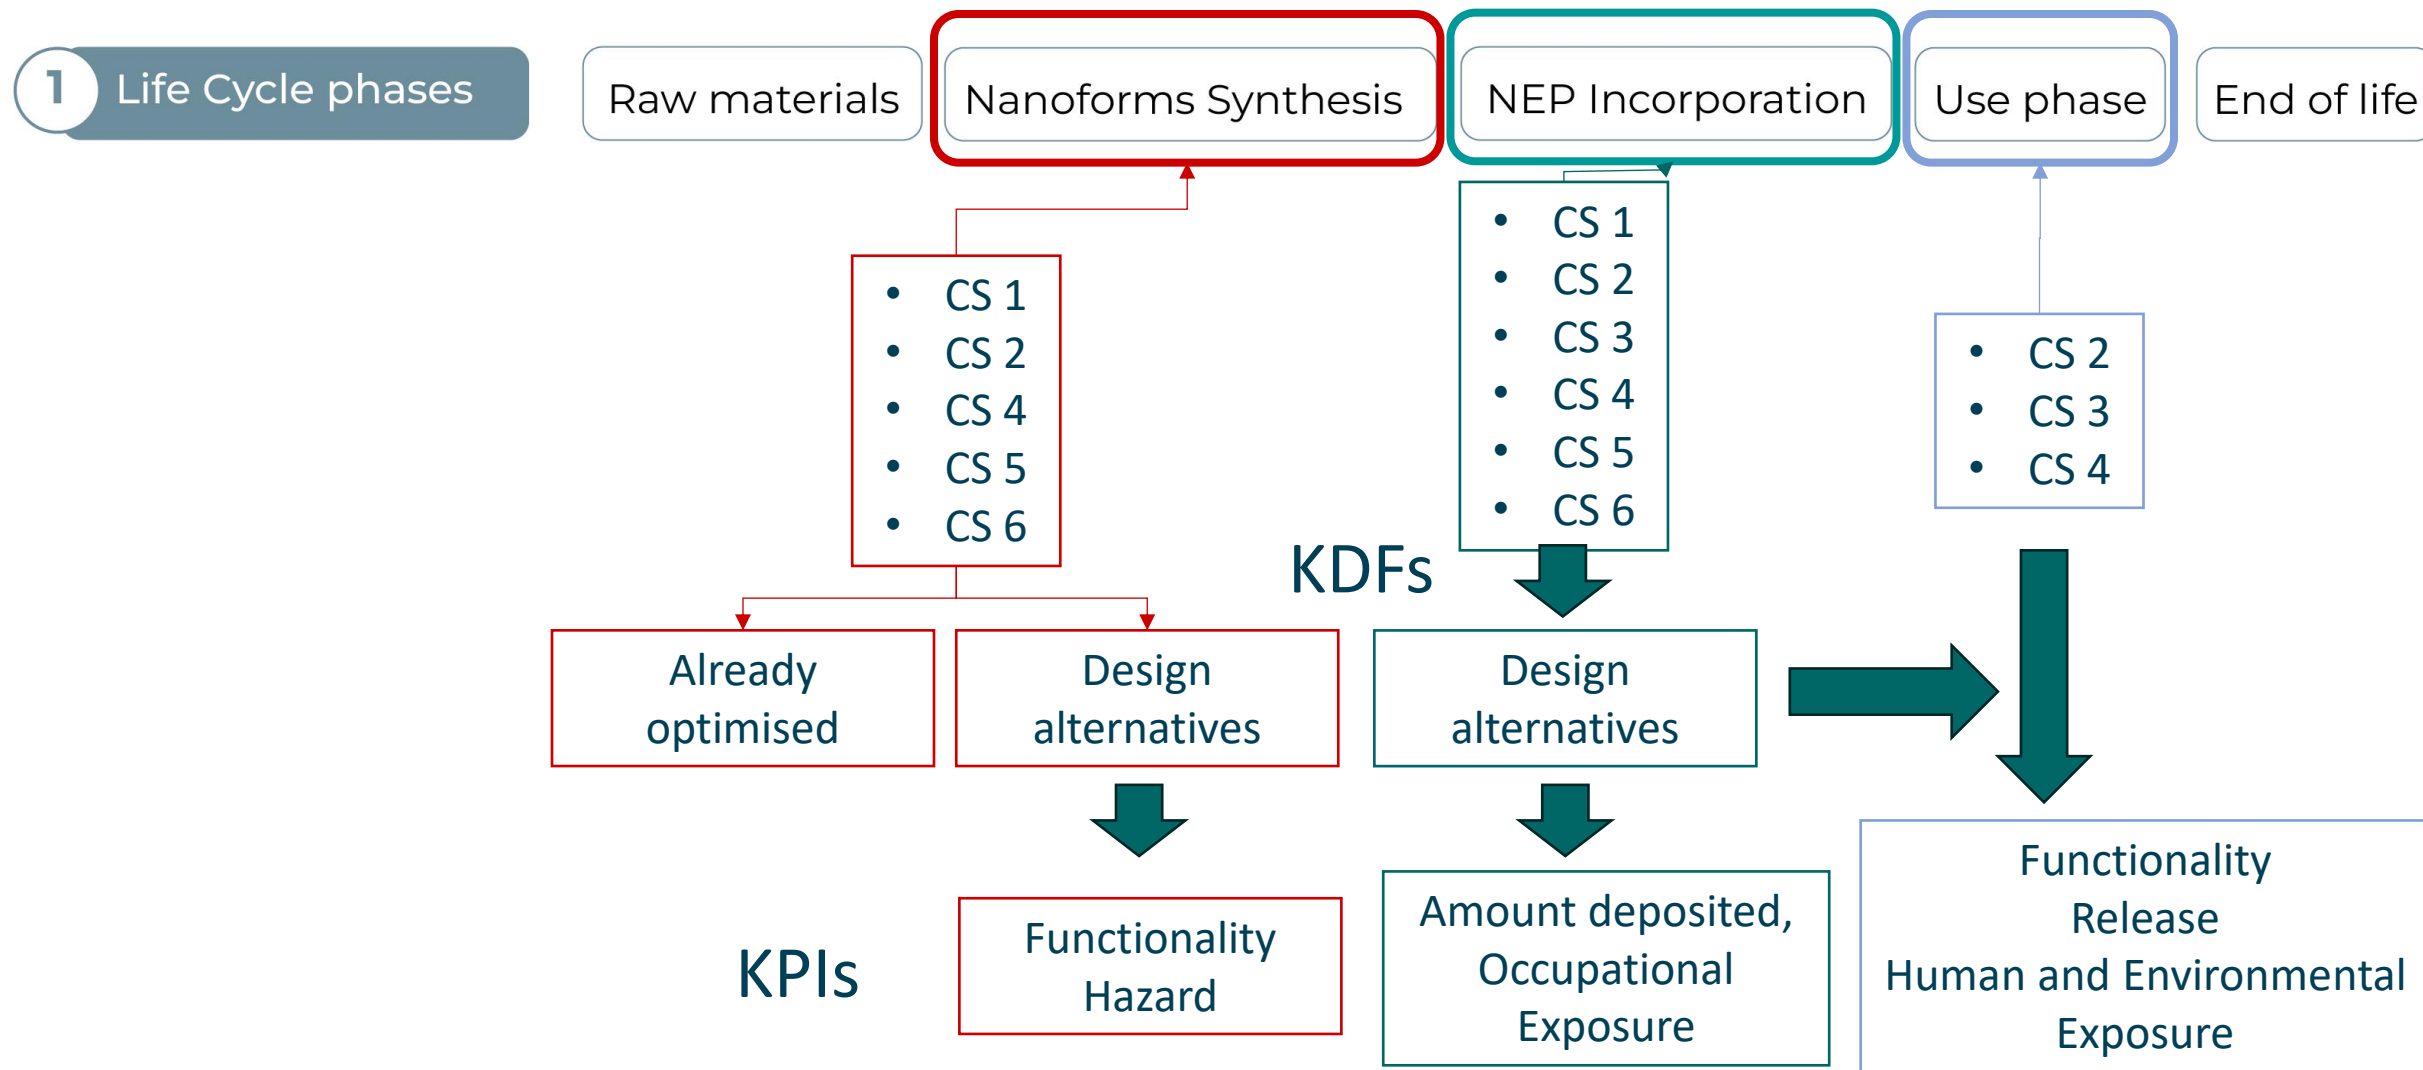 1
Life Cycle phases
Raw materials
Nanoforms Synthesis
NEP Incorporation
Use phase
End of life
• CS 1
• CS 2
• CS 4
• CS 5
• CS 6
• CS 1
• CS 2
• CS 3
• CS 4
• CS 5
• CS 6
• CS 2
• CS 3
• CS 4
KDFs
Already
optimised
Design
alternatives
Design
alternatives
KPIs
Functionality
Hazard
Amount deposited,
Occupational
Exposure
Functionality
Release
Human and Environmental
Exposure